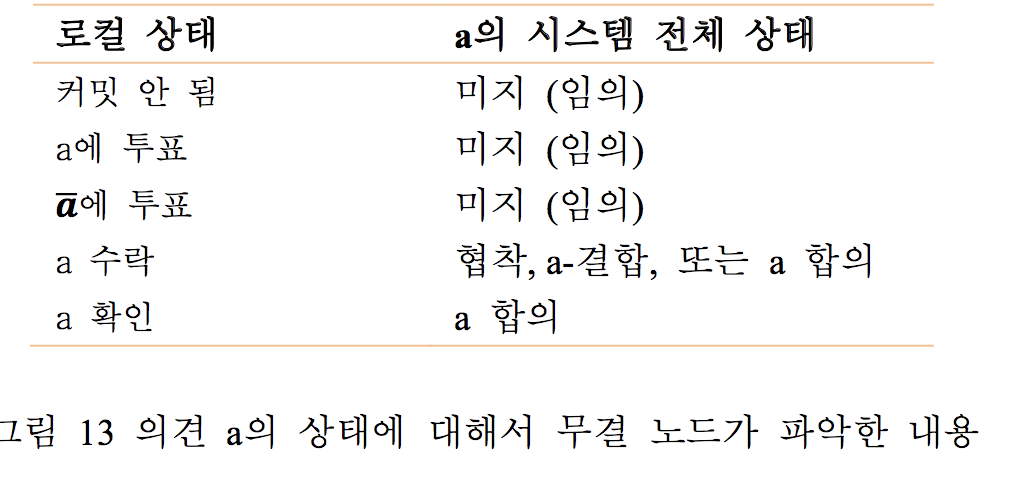 로컬 상태 a의 시스템 전체 상태
커밋 안 됨 미지 (임의)
a에 투표 미지 (임의)
a̅에 투표 미지 (임의)
a 수락 협착, a-결합, 또는 a 합의
a 확인 a 합의
그림 13 의견 a의 상태에 대해서 무결 노드가 파악한 내용